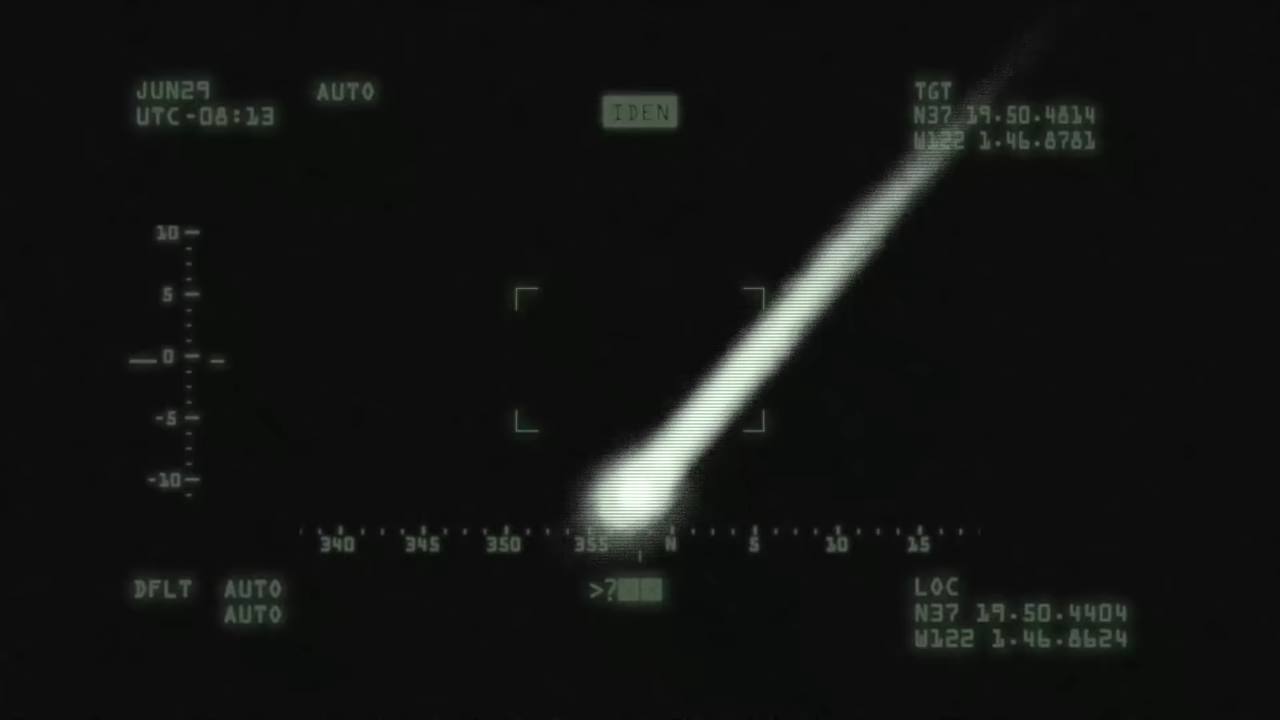 JUN29
UTC-08:13
AUTO
IDEN
TGT
N37 19.50.4814
W122 1.46.8781
10
5
0
-5
-10
340 345 350 355 N 5 10 15
DFLT AUTO
AUTO
>?
LOC
N37 19.50.4404
W122 1.46.8624